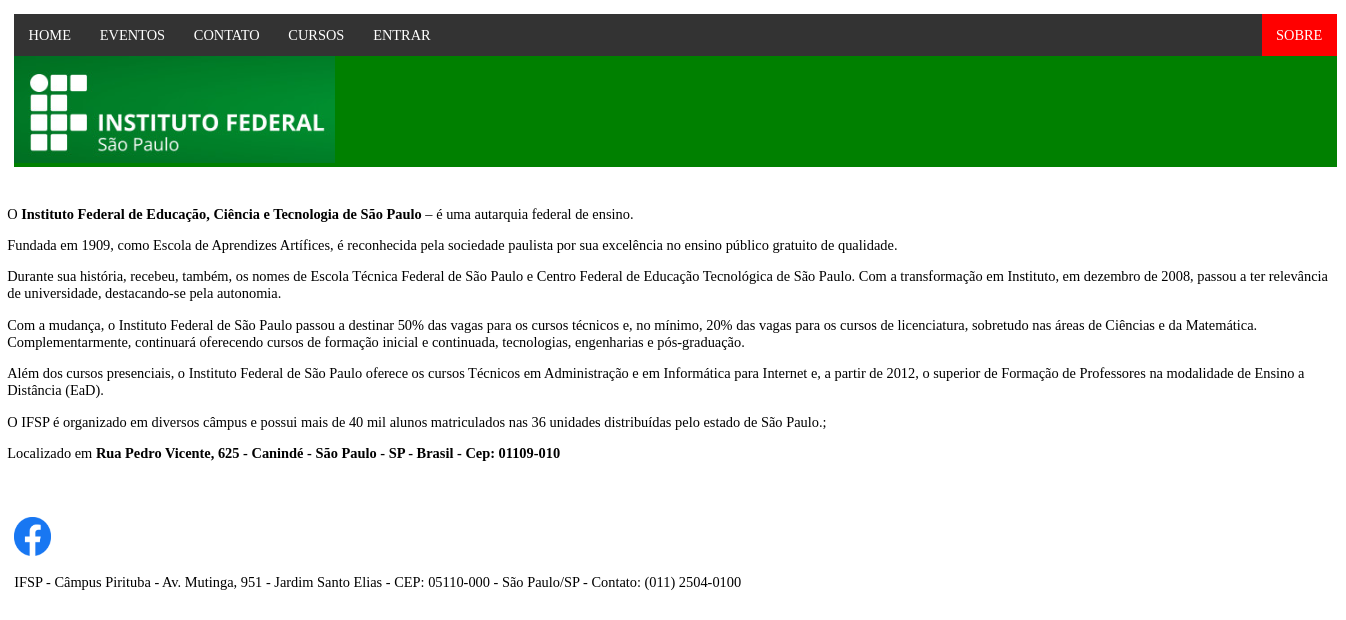 HOME EVENTOS CONTATO CURSOS ENTRAR SOBRE
INSTITUTO FEDERAL
São Paulo
O Instituto Federal de Educação, Ciência e Tecnologia de São Paulo – é uma autarquia federal de ensino.
Fundada em 1909, como Escola de Aprendizes Artífices, é reconhecida pela sociedade paulista por sua excelência no ensino público gratuito de qualidade.
Durante sua história, recebeu, também, os nomes de Escola Técnica Federal de São Paulo e Centro Federal de Educação Tecnológica de São Paulo. Com a transformação em Instituto, em dezembro de 2008, passou a ter relevância
de universidade, destacando-se pela autonomia.
Com a mudança, o Instituto Federal de São Paulo passou a destinar 50% das vagas para os cursos técnicos e, no mínimo, 20% das vagas para os cursos de licenciatura, sobretudo nas áreas de Ciências e da Matemática.
Complementarmente, continuará oferecendo cursos de formação inicial e continuada, tecnologias, engenharias e pós-graduação.
Além dos cursos presenciais, o Instituto Federal de São Paulo oferece os cursos Técnicos em Administração e em Informática para Internet e, a partir de 2012, o superior de Formação de Professores na modalidade de Ensino a
Distância (EaD).
O IFSP é organizado em diversos câmpus e possui mais de 40 mil alunos matriculados nas 36 unidades distribuídas pelo estado de São Paulo.;
Localizado em Rua Pedro Vicente, 625 - Canindé - São Paulo - SP - Brasil - Cep: 01109-010
IFSP - Câmpus Pirituba - Av. Mutinga, 951 - Jardim Santo Elias - CEP: 05110-000 - São Paulo/SP - Contato: (011) 2504-0100